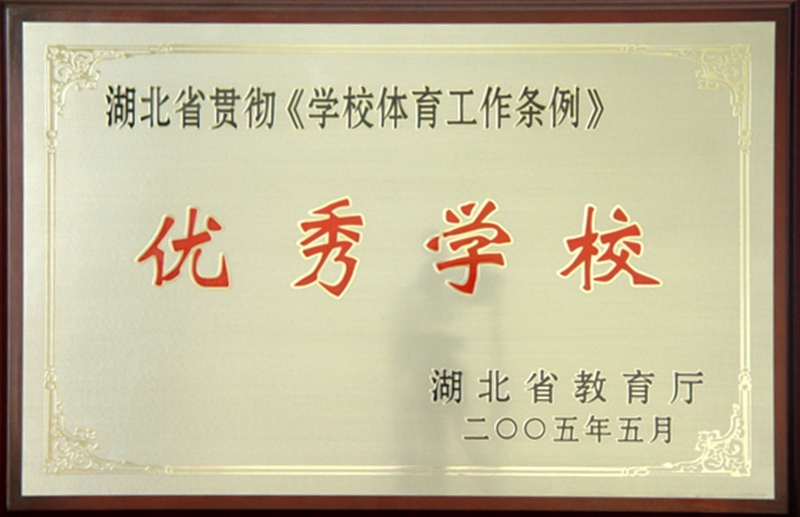 湖北省贯彻《学校体育工作条例》
优秀学校
湖北省教育厅
二〇〇五年五月